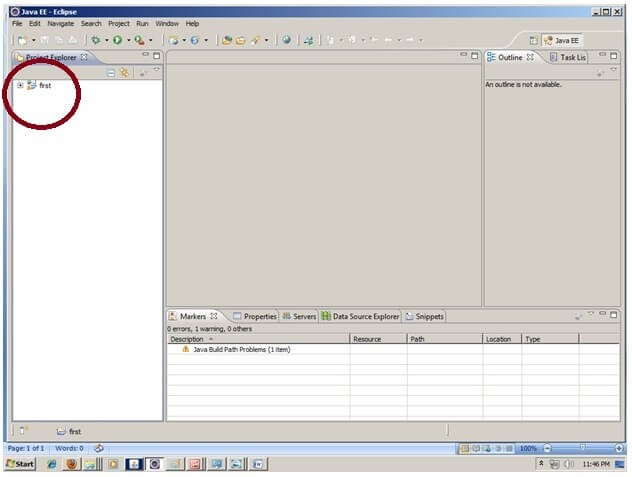 Java EE - Eclipse
File Edit Navigate Search Project Run Window Help
Java EE
Project Explorer
first
Outline
Task Lis
An outline is not available.
Markers Properties Servers Data Source Explorer Snippets
0 errors, 1 warning, 0 others
Description Resource Path Location Type
Java Build Path Problems (1 item)
first
Page: 1 of 1 Words: 0 100%
Start 11:46 PM